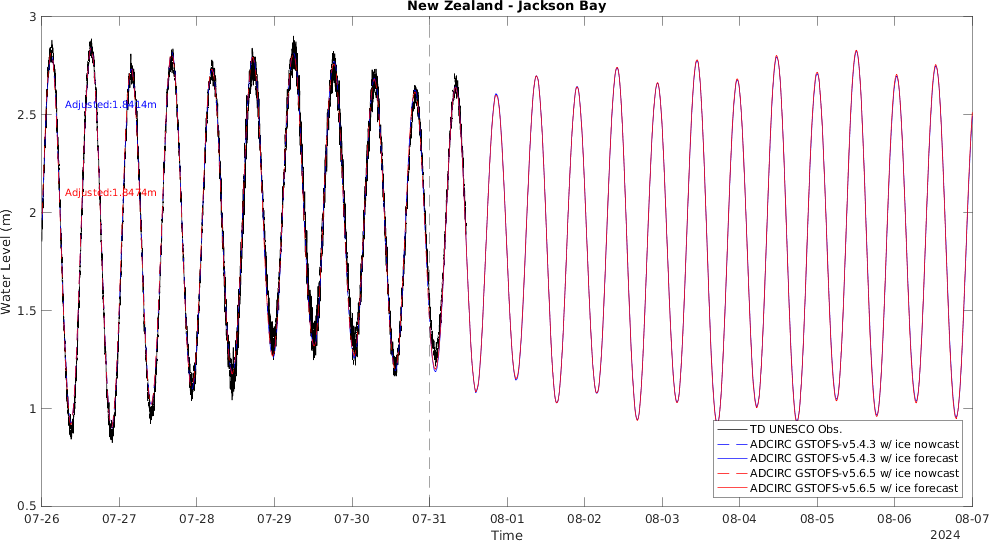 New Zealand - Jackson Bay
3
2.5
2
1.5
1
0.5
Water Level (m)
Adjusted:1.8414m
Adjusted:1.8474m
TD UNESCO Obs.
ADCIRC GSTOFS-v5.4.3 w/ ice nowcast
ADCIRC GSTOFS-v5.4.3 w/ ice forecast
ADCIRC GSTOFS-v5.6.5 w/ ice nowcast
ADCIRC GSTOFS-v5.6.5 w/ ice forecast
07-26 07-27 07-28 07-29 07-30 07-31 08-01 08-02 08-03 08-04 08-05 08-06 08-07
Time
2024